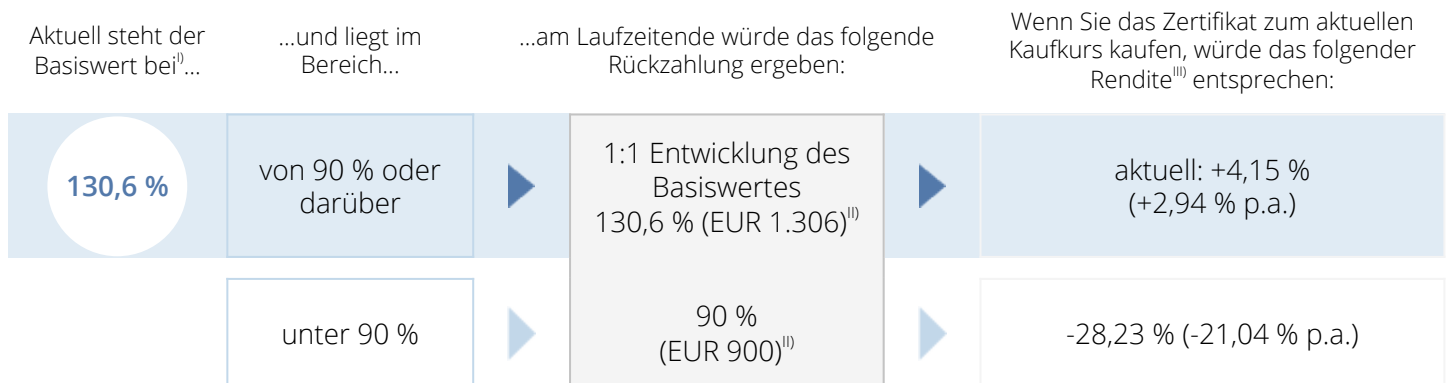 Aktuell steht der
Basiswert bei I)...
...und liegt im
Bereich...
...am Laufzeitende würde das folgende
Rückzahlung ergeben:
Wenn Sie das Zertifikat zum aktuellen
Kaufkurs kaufen, würde das folgender
Rendite III) entsprechen:
130,6 %
von 90 % oder
darüber
1:1 Entwicklung des
Basiswertes
130,6 % (EUR 1.306) II)
aktuell: +4,15 %
(+2,94 % p.a.)
unter 90 %
90 %
(EUR 900) II)
-28,23 % (-21,04 % p.a.)